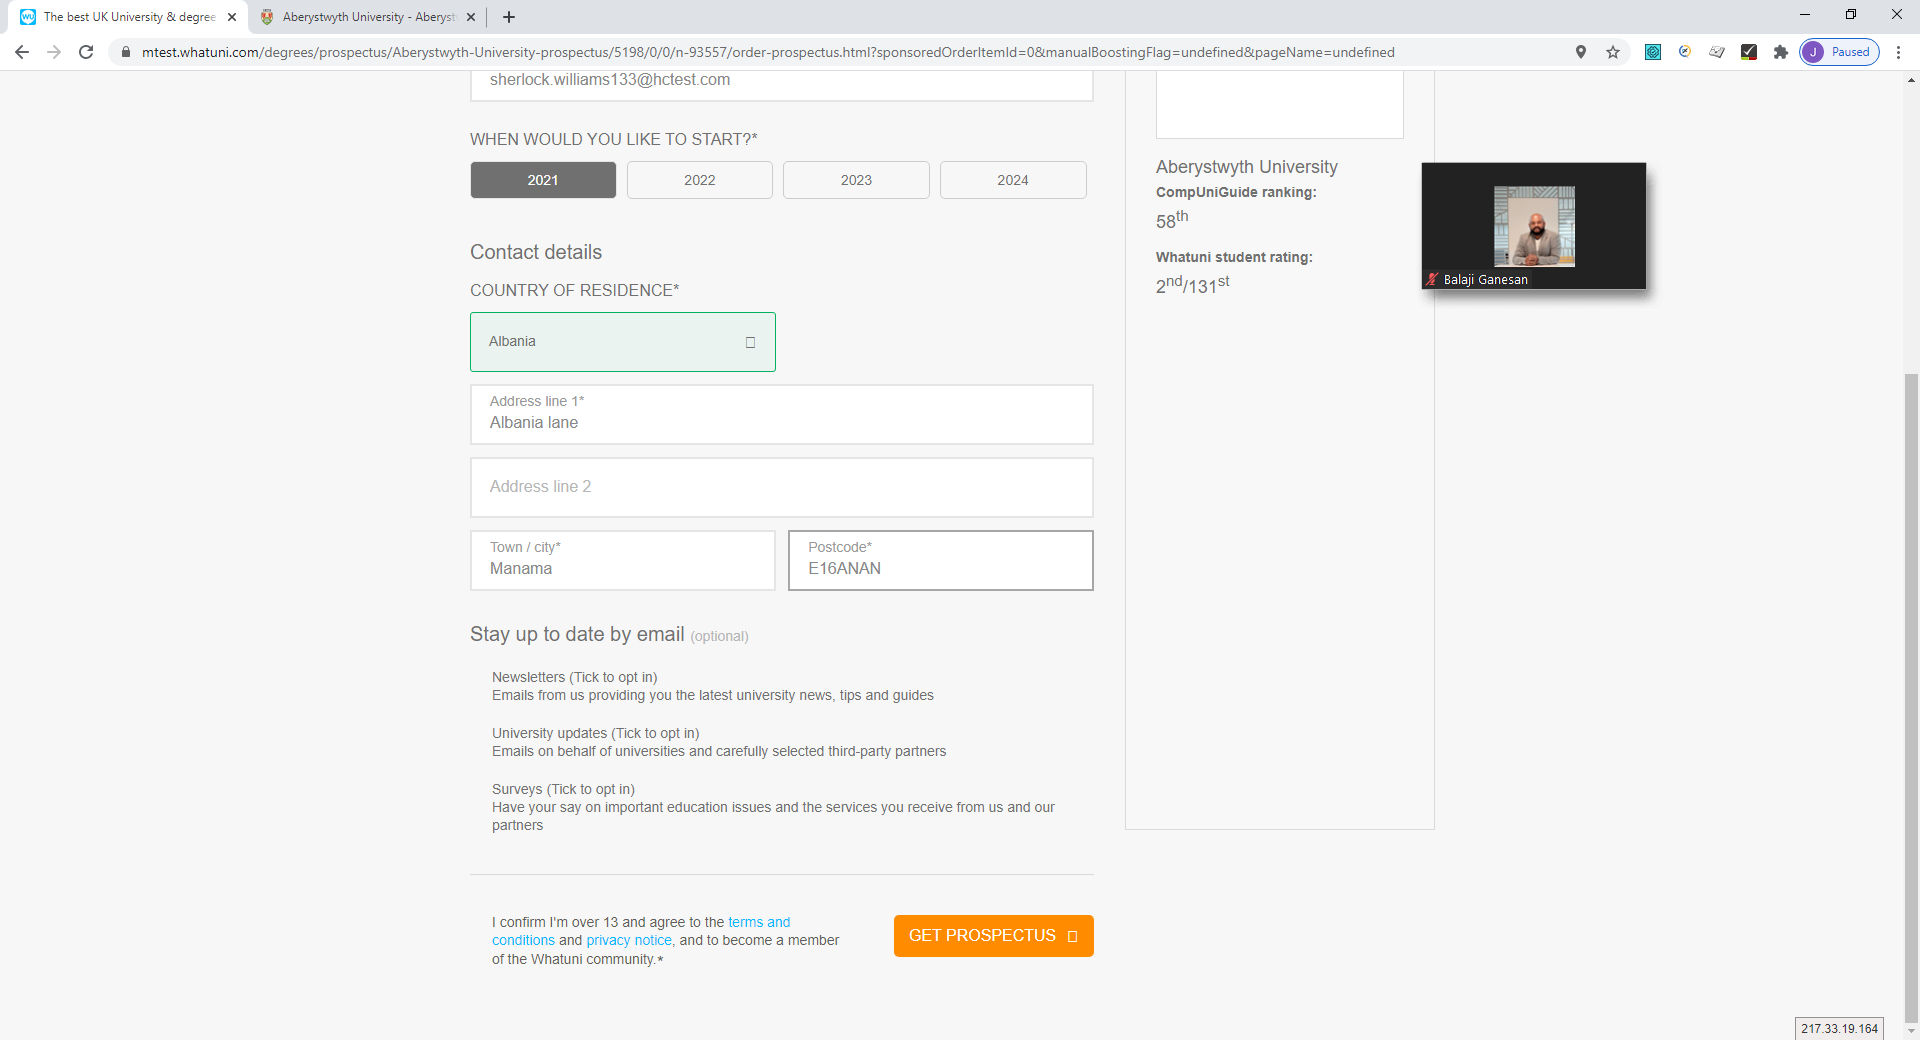 The best UK University & degree
Aberystwyth University - Aberyst
mtest.whatuni.com/degrees/prospectus/Aberystwyth-University-prospectus/5198/0/0/n-93557/order-prospectus.html?sponsoredOrderItemId=0&manualBoostingFlag=undefined&pageName=undefined
J Paused
sherlock.williams133@hctest.com
WHEN WOULD YOU LIKE TO START?*
2021
2022
2023
2024
Contact details
COUNTRY OF RESIDENCE*
Albania
Address line 1*
Albania lane
Address line 2
Town / city*
Manama
Postcode*
E16ANAN
Stay up to date by email (optional)
Newsletters (Tick to opt in)
Emails from us providing you the latest university news, tips and guides
University updates (Tick to opt in)
Emails on behalf of universities and carefully selected third-party partners
Surveys (Tick to opt in)
Have your say on important education issues and the services you receive from us and our
partners
I confirm I'm over 13 and agree to the terms and
conditions and privacy notice, and to become a member
of the Whatuni community.*
GET PROSPECTUS
Aberystwyth University
CompUniGuide ranking:
58th
Whatuni student rating:
2nd/131st
Balaji Ganesan
217.33.19.164